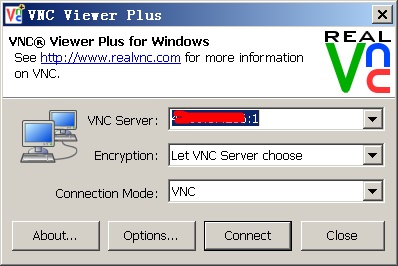 VNC Viewer Plus
VNC® Viewer Plus for Windows
See http://www.realvnc.com for more information
on VNC.
REAL
VNC
VNC Server: :1
Encryption: Let VNC Server choose
Connection Mode: VNC
About... Options... Connect Close